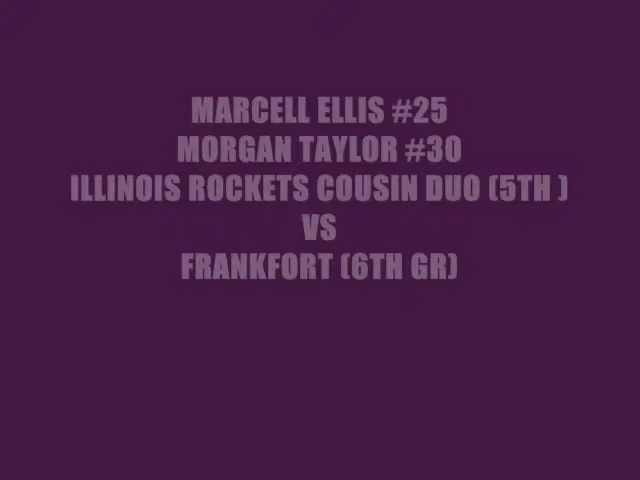 MARCELL ELLIS #25
MORGAN TAYLOR #30
ILLINOIS ROCKETS COUSIN DUO (5TH )
VS
FRANKFORT (6TH GR)